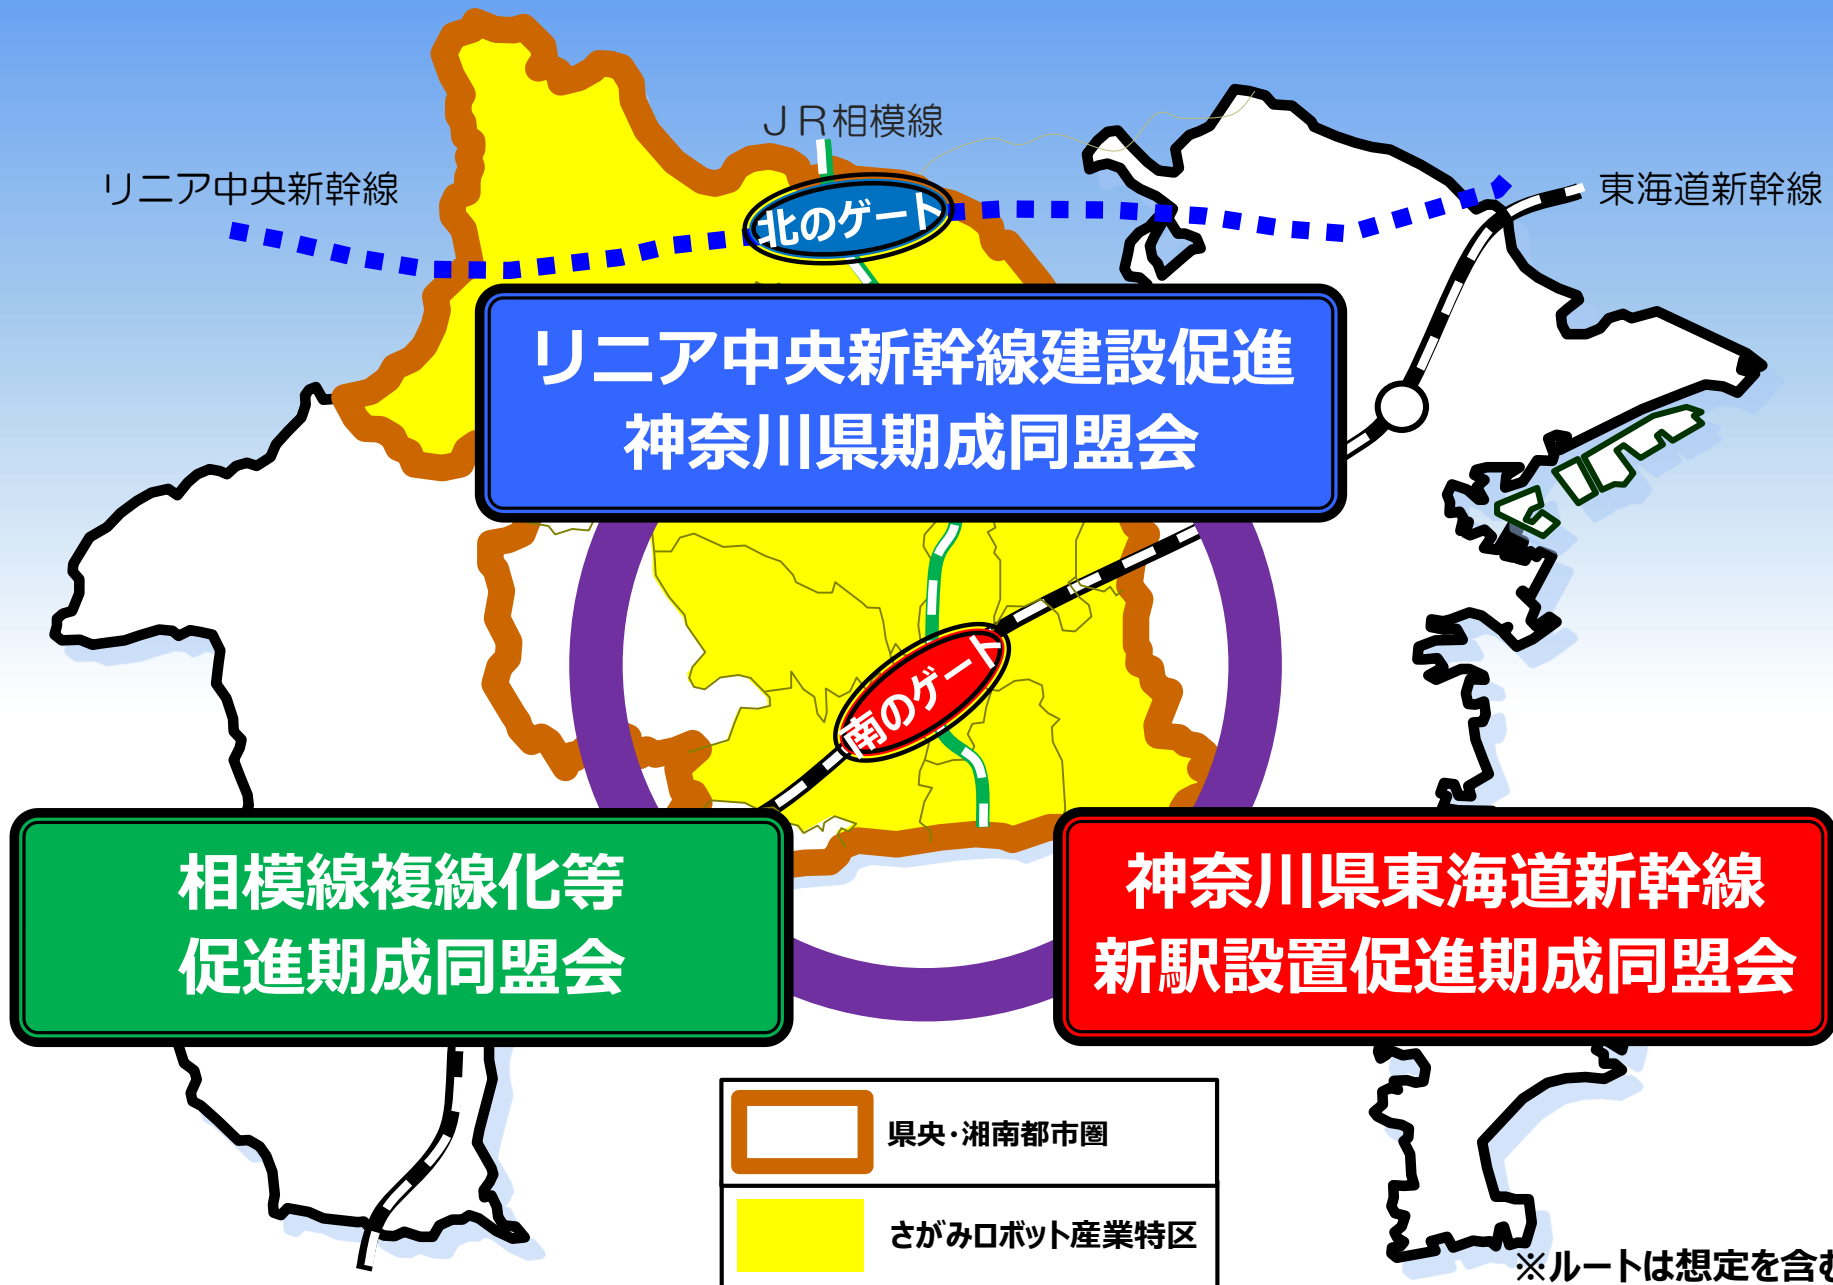 ＪＲ相模線
リニア中央新幹線
東海道新幹線
北のゲート
リニア中央新幹線建設促進
神奈川県期成同盟会
南のゲート
相模線複線化等
促進期成同盟会
神奈川県東海道新幹線
新駅設置促進期成同盟会
県央・湘南都市圏
さがみロボット産業特区
※ルートは想定を含む